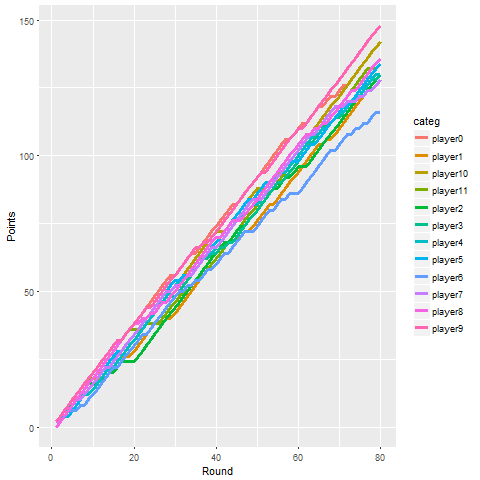 150
100
50
0
Points
0
20
40
60
80
Round
categ
player0
player1
player10
player11
player2
player3
player4
player5
player6
player7
player8
player9